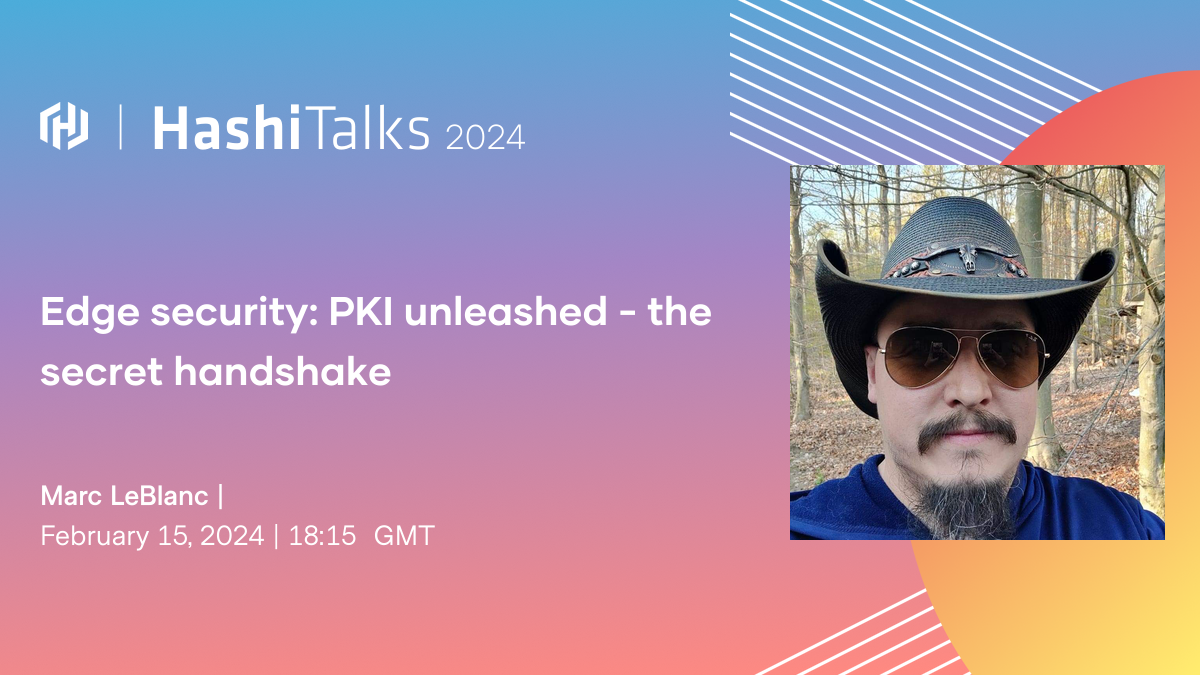 HashiTalks 2024
Edge security: PKI unleashed - the
secret handshake
Marc LeBlanc |
February 15, 2024 | 18:15 GMT